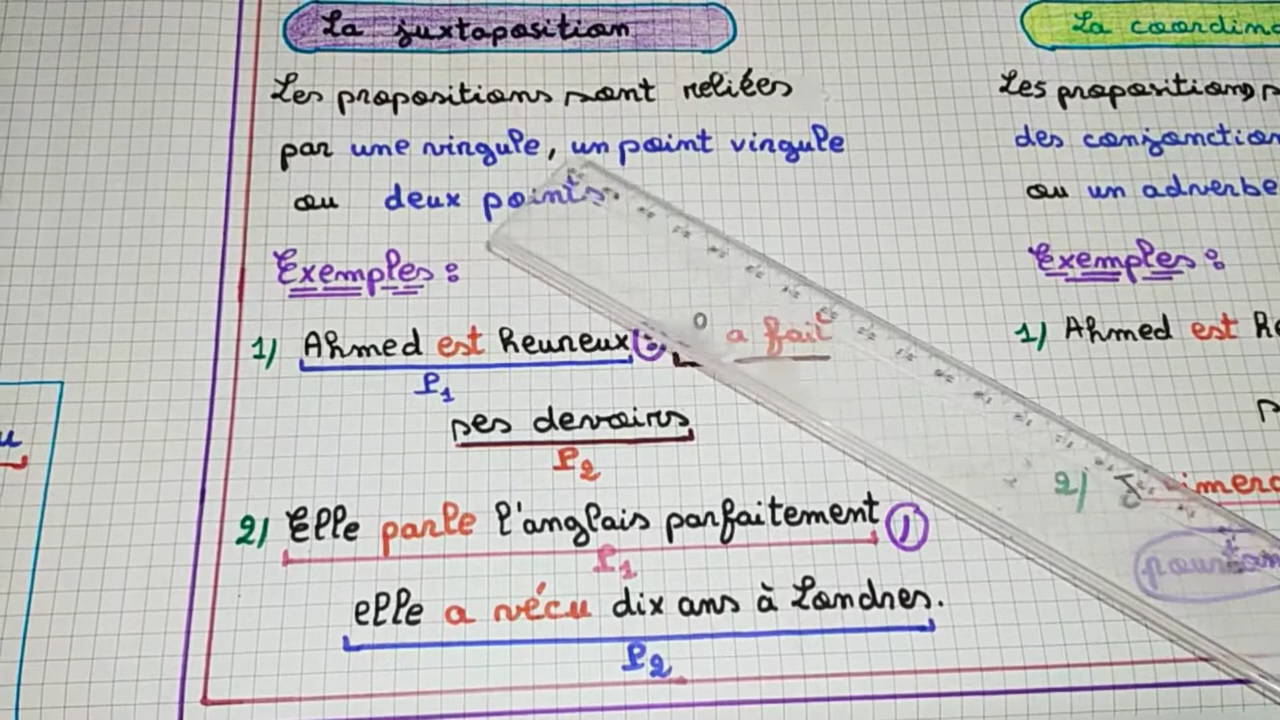 La juxtaposition
Les propositions sont reliées
par une virgule, un point virgule
ou deux points.
Exemples :
1) Ahmed est heureux : a fait
P1
ses devoirs
P2
2) Elle parle l'anglais parfaitement ,
P1
elle a vécu dix ans à Londres.
P2
La coordin
Les propositions
des conjonction
ou un adverbe
Exemples :
1) Ahmed est
2)